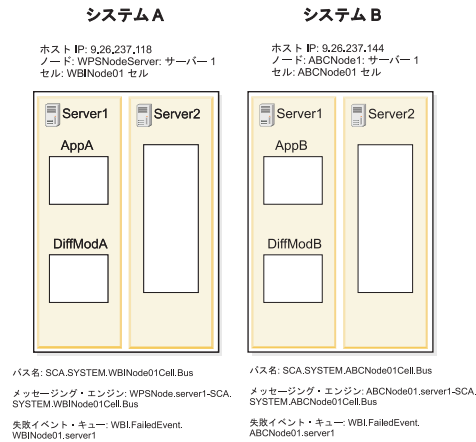 システム A
ホスト IP: 9.26.237.118
ノード: WPSNodeServer: サーバー 1
セル: WBINode01 セル
Server1
Server2
AppA
DiffModA
バス名: SCA.SYSTEM.WBINode01Cell.Bus
メッセージング・エンジン: WPSNode.server1-SCA.
SYSTEM.WBINode01Cell.Bus
失敗イベント・キュー: WBI.FailedEvent.
WBINode01.server1
システム B
ホスト IP: 9.26.237.144
ノード: ABCNode1: サーバー 1
セル: ABCNode01 セル
Server1
Server2
AppB
DiffModB
バス名: SCA.SYSTEM.ABCNode01Cell.Bus
メッセージング・エンジン: ABCNode01.server1-SCA.
SYSTEM.ABCNode01Cell.Bus
失敗イベント・キュー: WBI.FailedEvent.
ABCNode01.server1